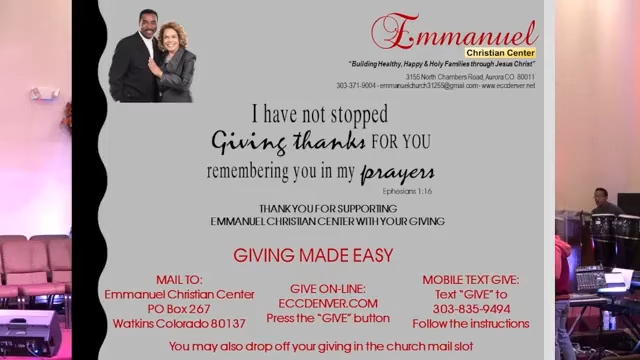 Emmanuel
Christian Center
"Building Healthy, Happy & Holy Families through Jesus Christ"
3155 North Chambers Road, Aurora CO. 80011
303-371-9004 - emmanuelchurch31255@gmail.com - www.eccdenver.net
I have not stopped
Giving thanks FOR YOU
remembering you in my prayers
Ephesians 1:16
THANK YOU FOR SUPPORTING
EMMANUEL CHRISTIAN CENTER WITH YOUR GIVING
GIVING MADE EASY
MAIL TO:
Emmanuel Christian Center
PO Box 267
Watkins Colorado 80137
GIVE ON-LINE:
ECCDENVER.COM
Press the "GIVE" button
MOBILE TEXT GIVE:
Text "GIVE" to
303-835-9494
Follow the instructions
You may also drop off your giving in the church mail slot